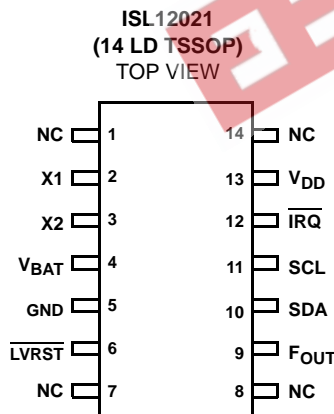 ISL12021
(14 LD TSSOP)
TOP VIEW
NC 1 14 NC
X1 2 13 VDD
X2 3 12 IRQ
VBAT 4 11 SCL
GND 5 10 SDA
LVRST 6 9 FOUT
NC 7 8 NC